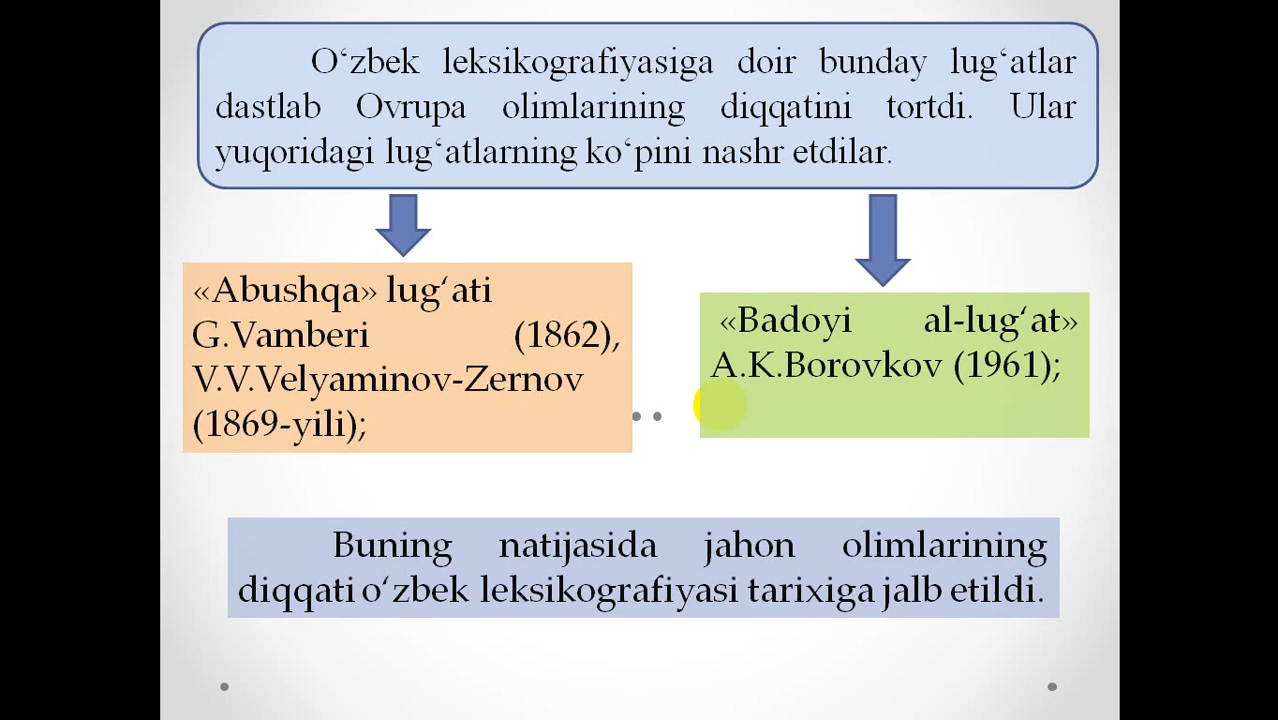 O‘zbek leksikografiyasiga doir bunday lug‘atlar
dastlab Ovrupa olimlarining diqqatini tortdi. Ular
yuqoridagi lug‘atlarning ko‘pini nashr etdilar.
«Abushqa» lug‘ati
G.Vamberi (1862),
V.V.Velyaminov-Zernov
(1869-yili);
«Badoyi al-lug‘at»
A.K.Borovkov (1961);
Buning natijasida jahon olimlarining
diqqati o‘zbek leksikografiyasi tarixiga jalb etildi.